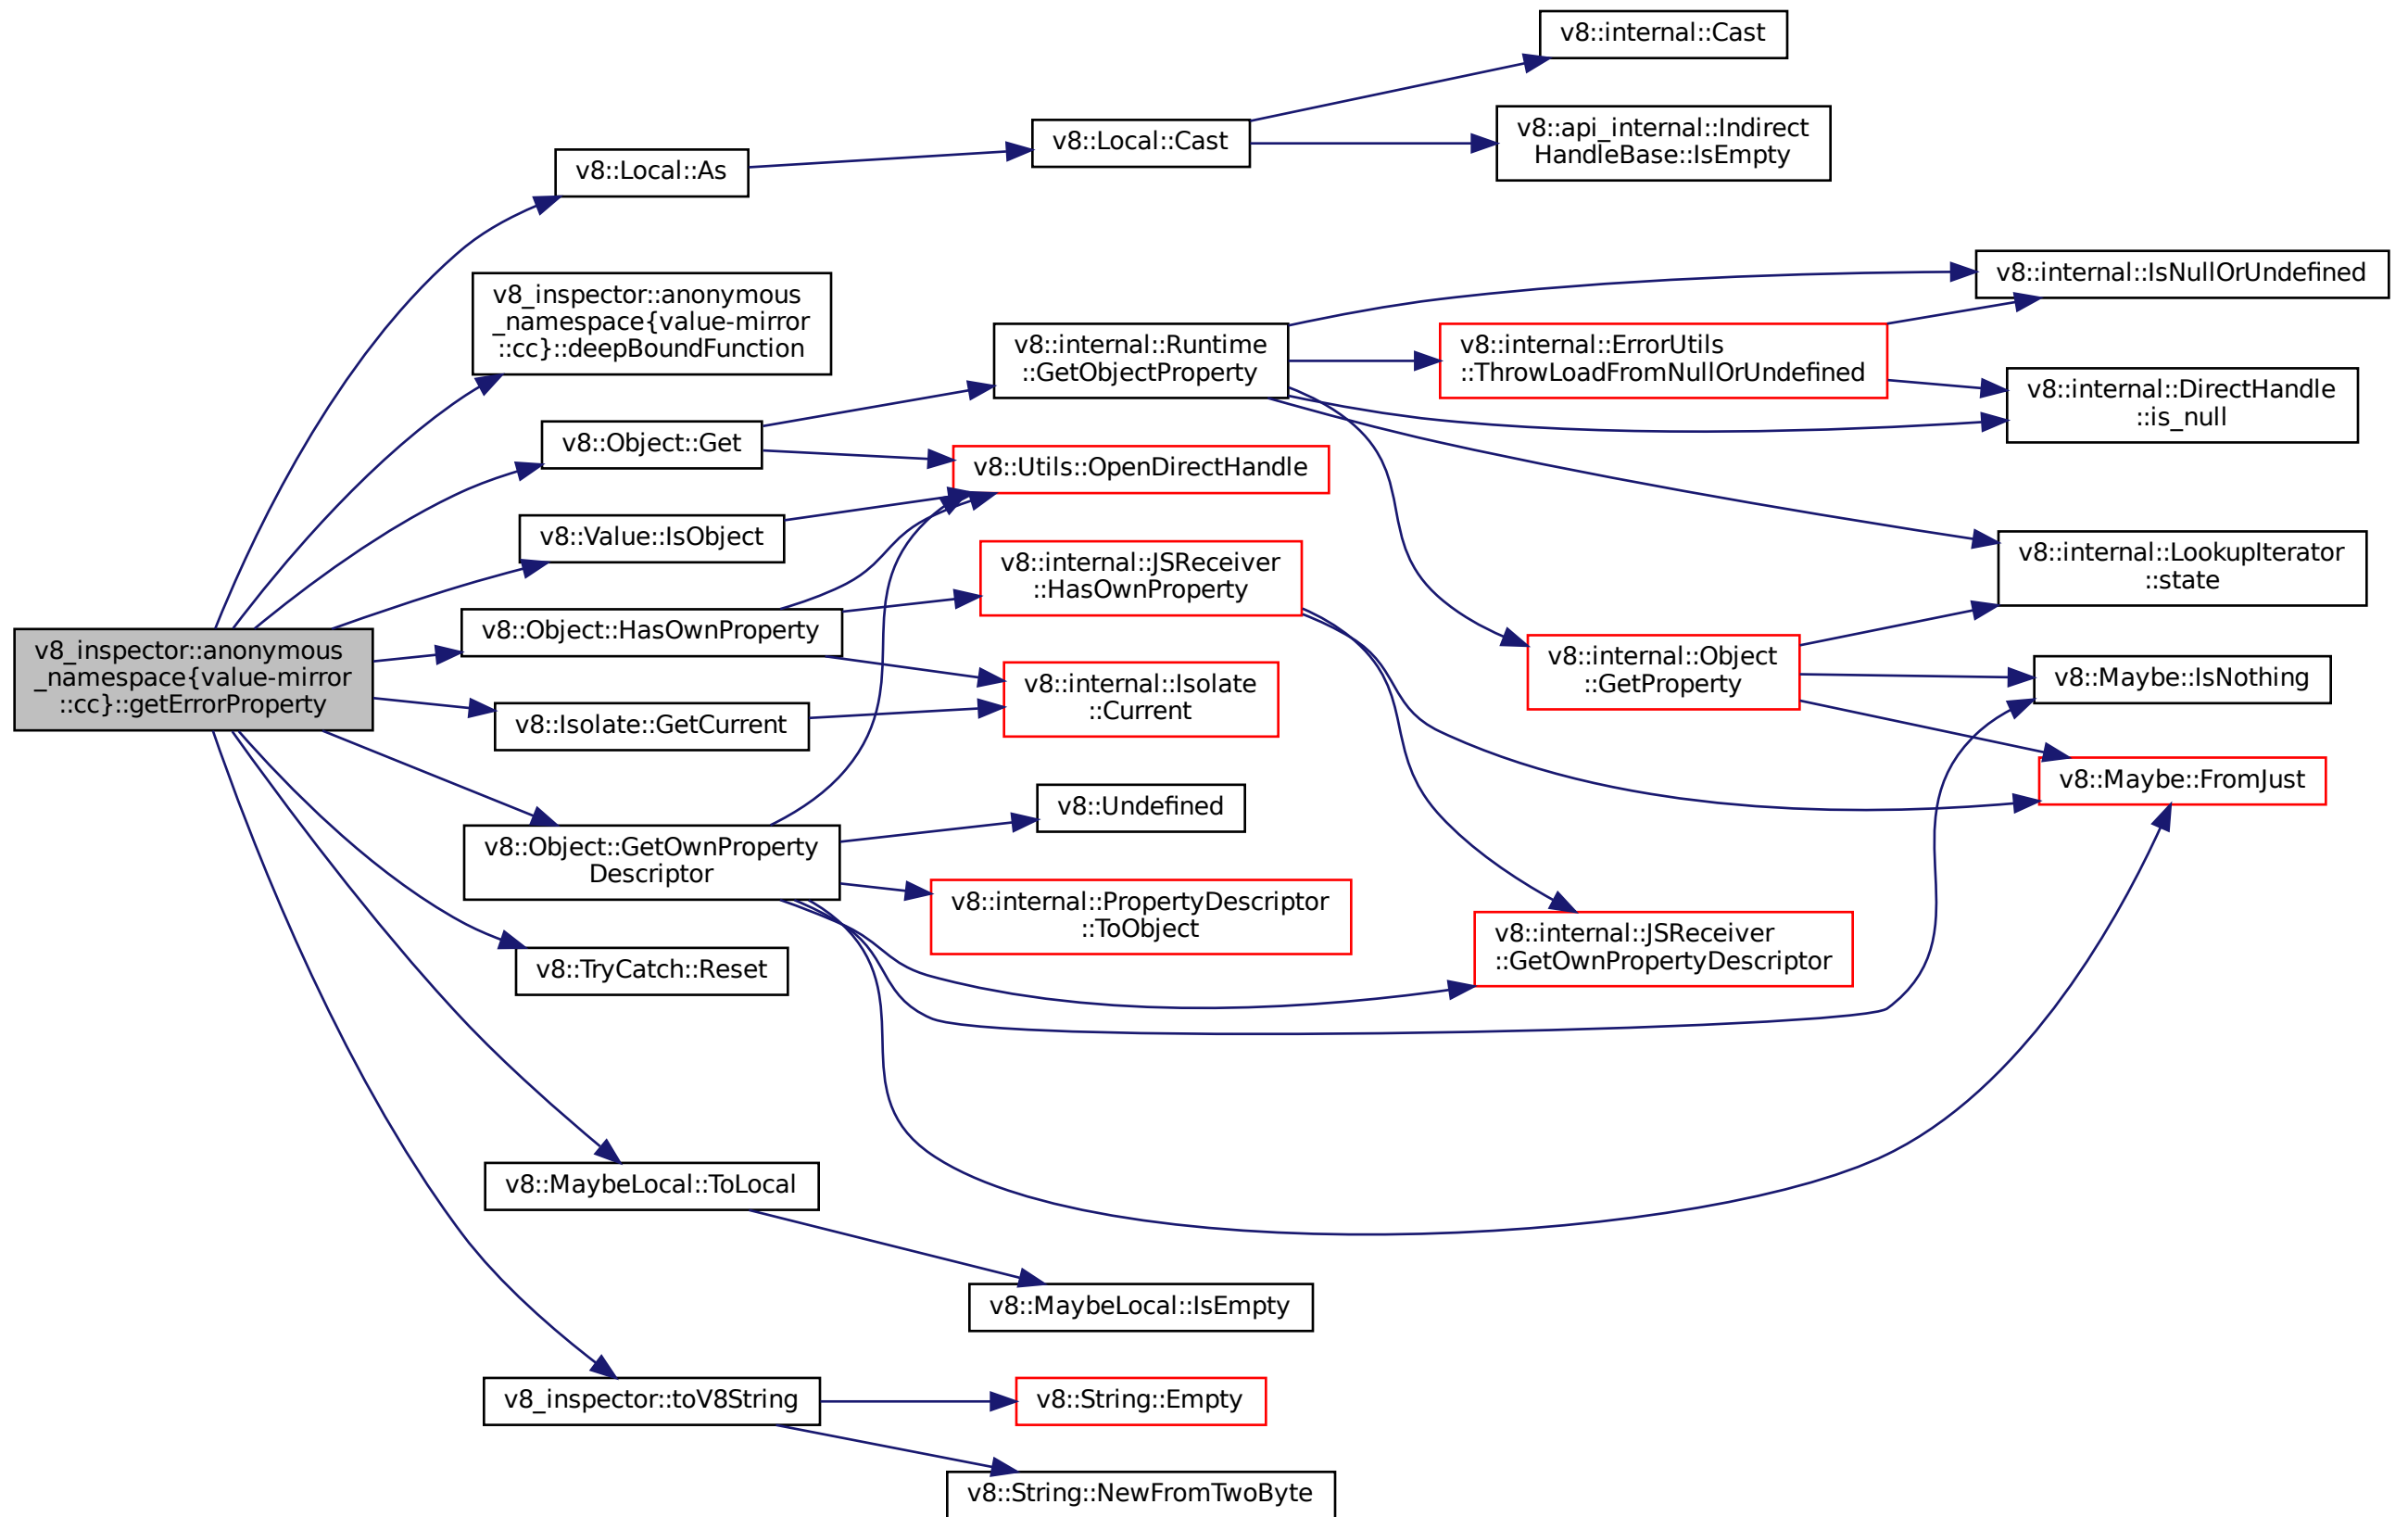 v8::internal::Cast
v8::api_internal::Indirect
HandleBase::IsEmpty
v8::Local::Cast
v8::Local::As
v8::internal::IsNullOrUndefined
v8_inspector::anonymous
_namespace{value-mirror
::cc}::deepBoundFunction
v8::internal::Runtime
::GetObjectProperty
v8::internal::ErrorUtils
::ThrowLoadFromNullOrUndefined
v8::internal::DirectHandle
::is_null
v8::Object::Get
v8::Utils::OpenDirectHandle
v8::Value::IsObject
v8::internal::JSReceiver
::HasOwnProperty
v8::internal::LookupIterator
::state
v8_inspector::anonymous
_namespace{value-mirror
::cc}::getErrorProperty
v8::Object::HasOwnProperty
v8::internal::Object
::GetProperty
v8::Maybe::IsNothing
v8::internal::Isolate
::Current
v8::Isolate::GetCurrent
v8::Maybe::FromJust
v8::Undefined
v8::Object::GetOwnProperty
Descriptor
v8::internal::PropertyDescriptor
::ToObject
v8::internal::JSReceiver
::GetOwnPropertyDescriptor
v8::TryCatch::Reset
v8::MaybeLocal::ToLocal
v8::MaybeLocal::IsEmpty
v8_inspector::toV8String
v8::String::Empty
v8::String::NewFromTwoByte